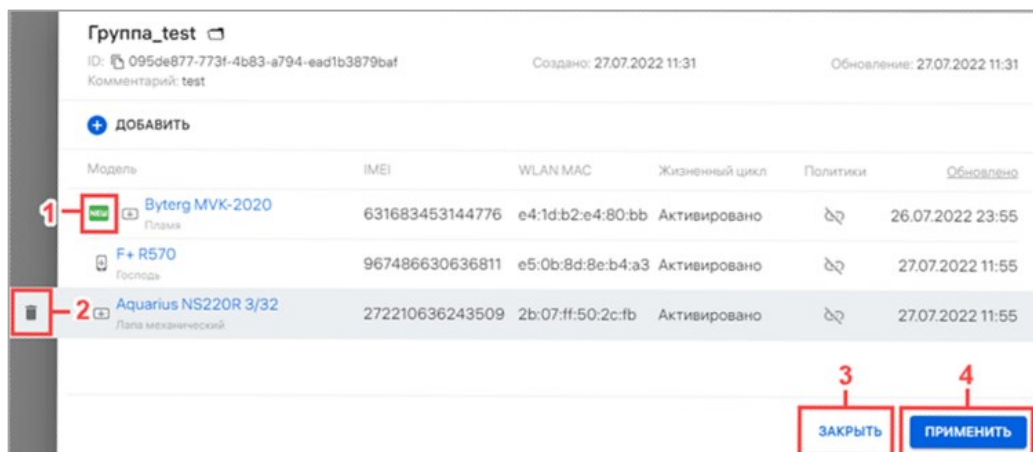 Группа_test
ID: 095de877-773f-4b83-a794-ead1b3879baf Создано: 27.07.2022 11:31 Обновление: 27.07.2022 11:31
Комментарий: test
ДОБАВИТЬ
Модель IMEI WLAN MAC Жизненный цикл Политики Обновлено
1 NEW Byterg MVK-2020 631683453144776 e4:1d:b2:e4:80:bb Активировано 26.07.2022 23:55
Пламя
F+ R570 967486630636811 e5:0b:8d:8e:b4:a3 Активировано 27.07.2022 11:55
Господь
2 Aquarius NS220R 3/32 272210636243509 2b:07:ff:50:2c:fb Активировано 27.07.2022 11:55
Лапа механический
3 4
ЗАКРЫТЬ ПРИМЕНИТЬ